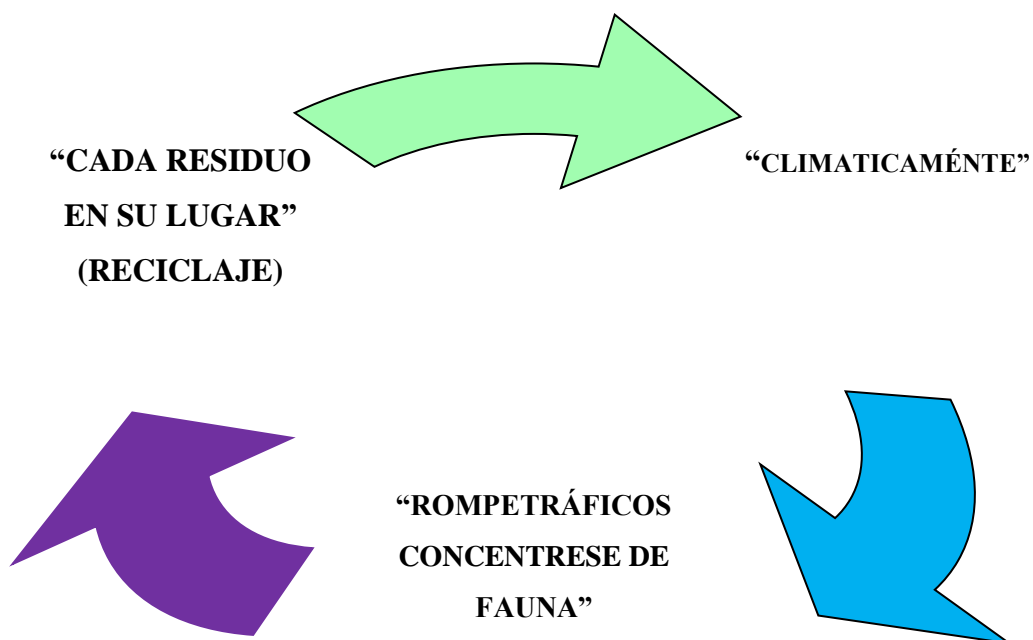 “CADA RESIDUO
EN SU LUGAR”
(RECICLAJE)
“CLIMATICAMÉNTE”
“ROMPETRÁFICOS
CONCENTRESE DE
FAUNA”